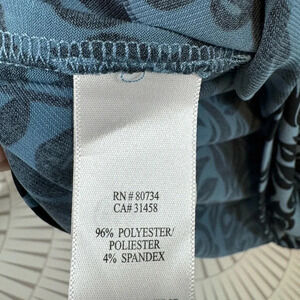 RN # 80734
CA# 31458
96% POLYESTER/
POLIESTER
4% SPANDEX